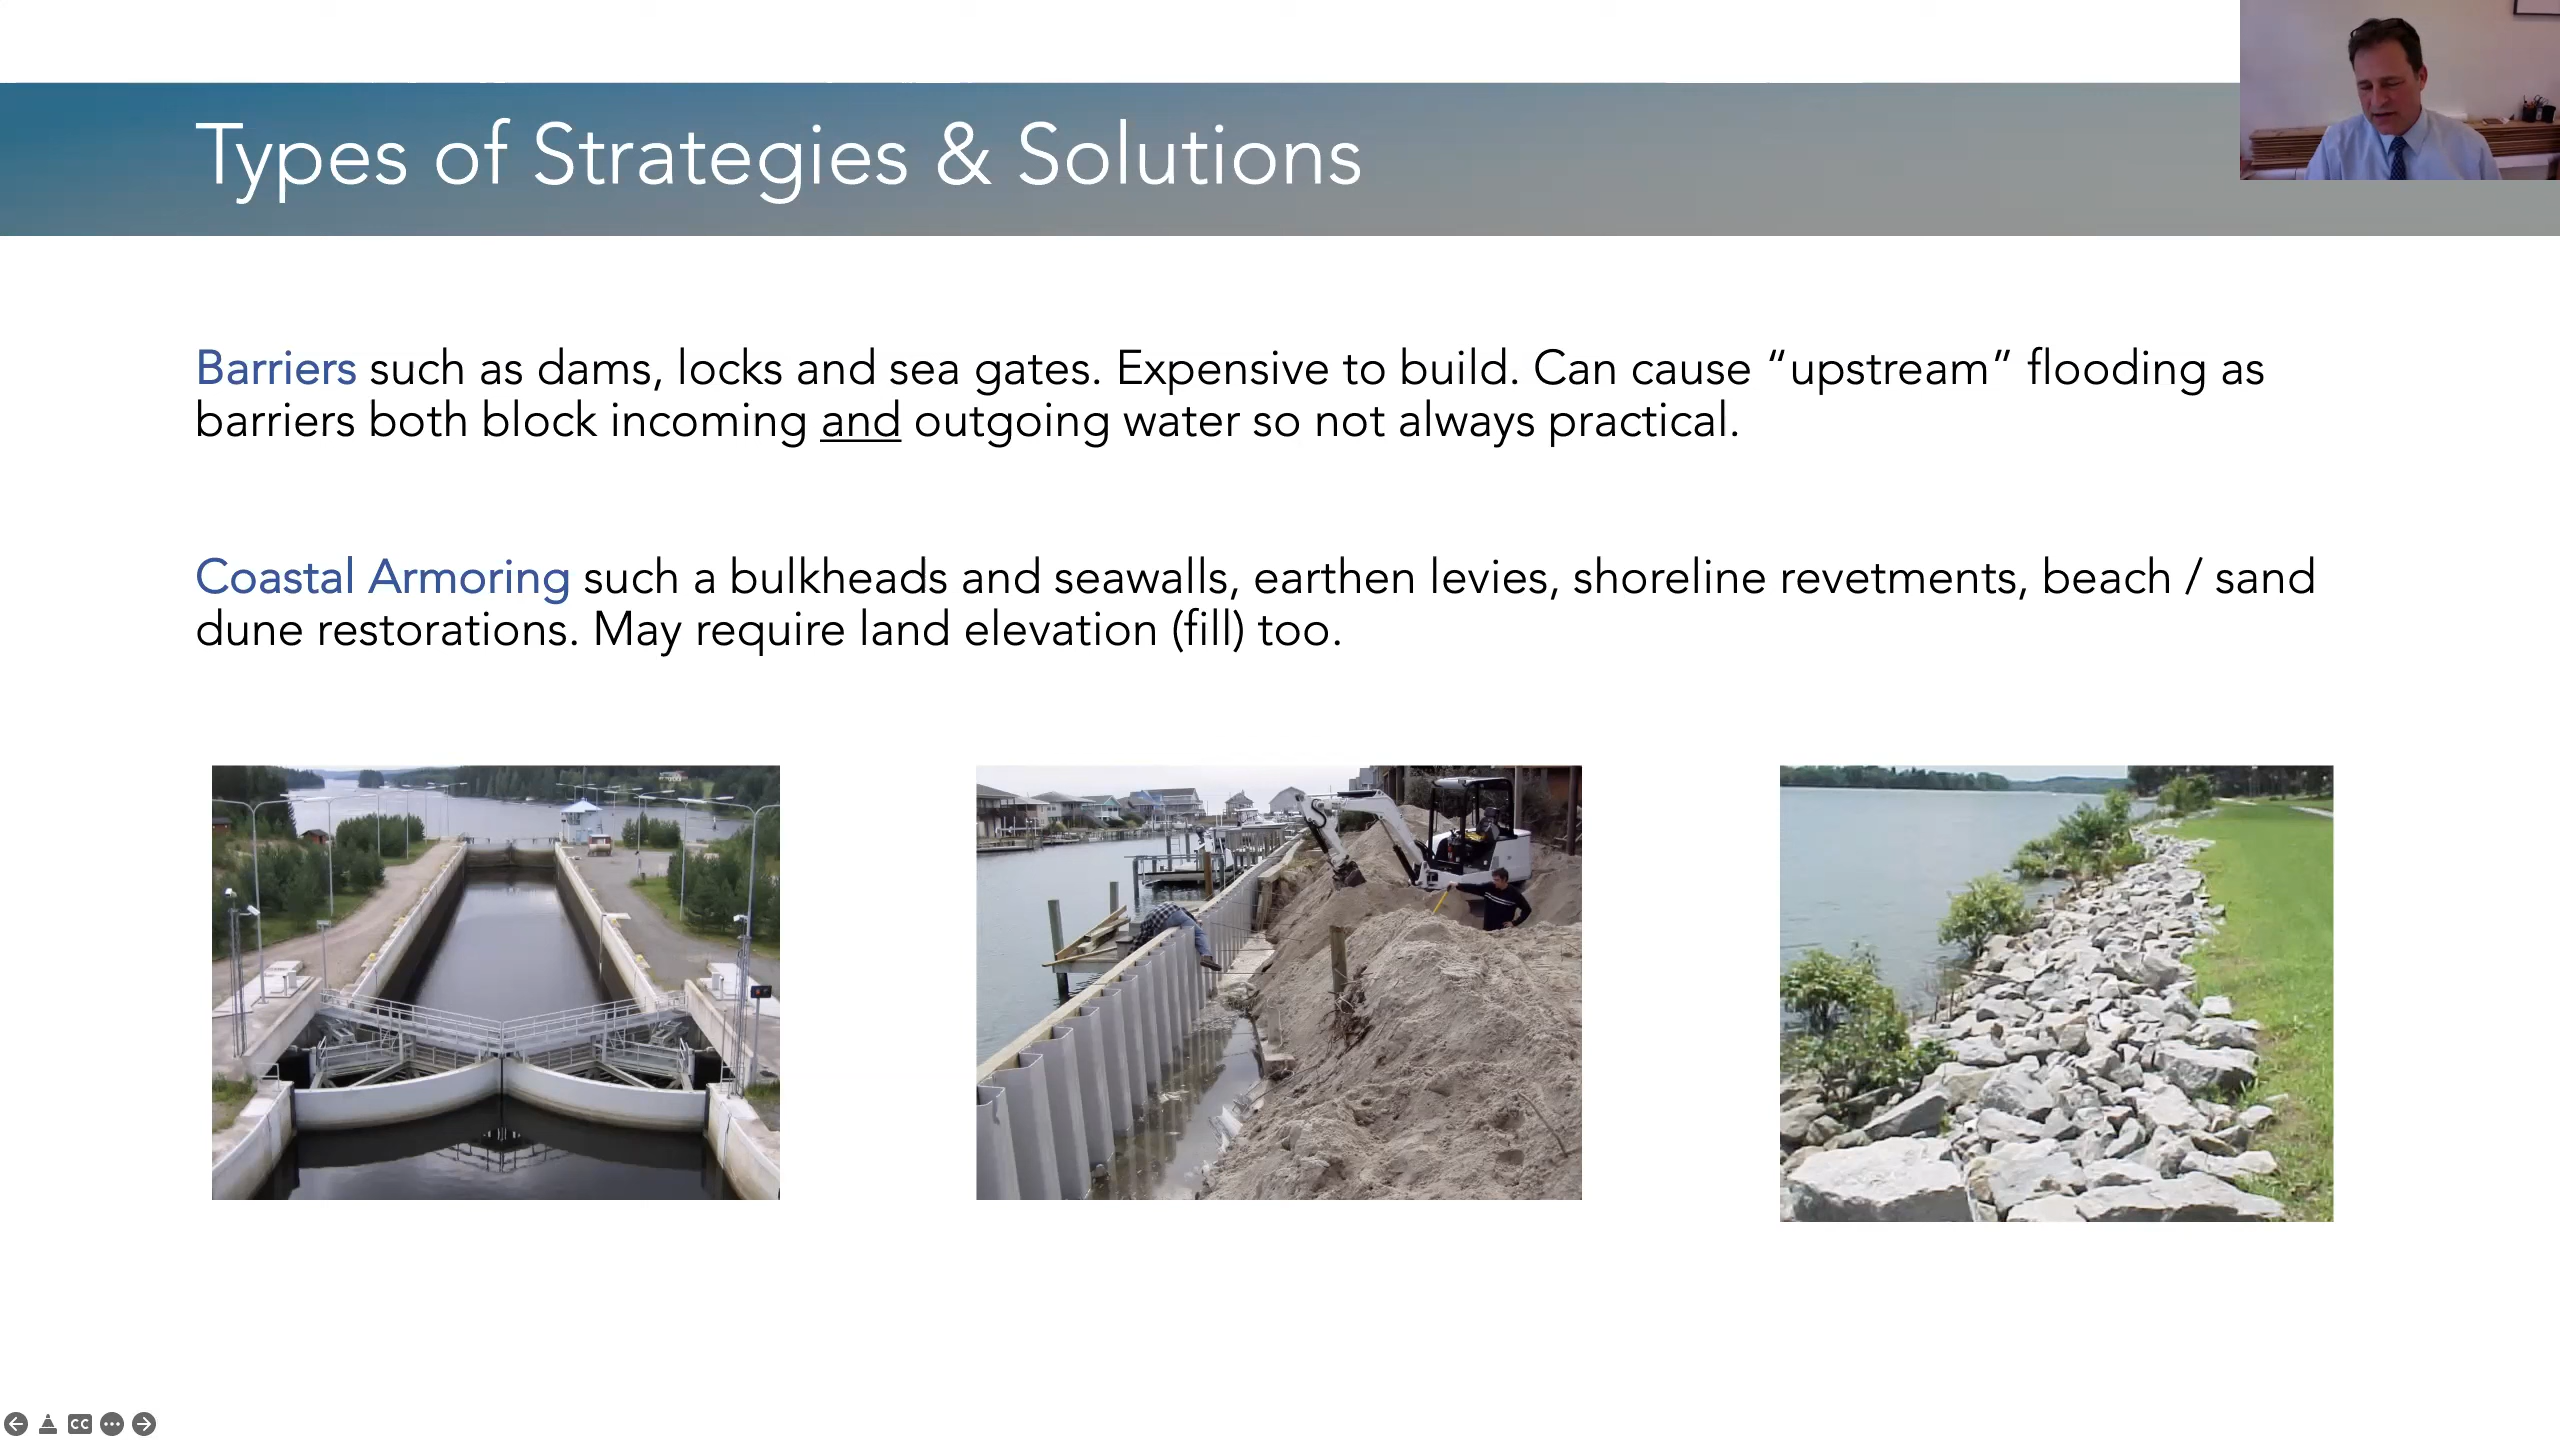 Types of Strategies & Solutions
Barriers such as dams, locks and sea gates. Expensive to build. Can cause “upstream” flooding as
barriers both block incoming and outgoing water so not always practical.
Coastal Armoring such a bulkheads and seawalls, earthen levies, shoreline revetments, beach / sand
dune restorations. May require land elevation (fill) too.
CC